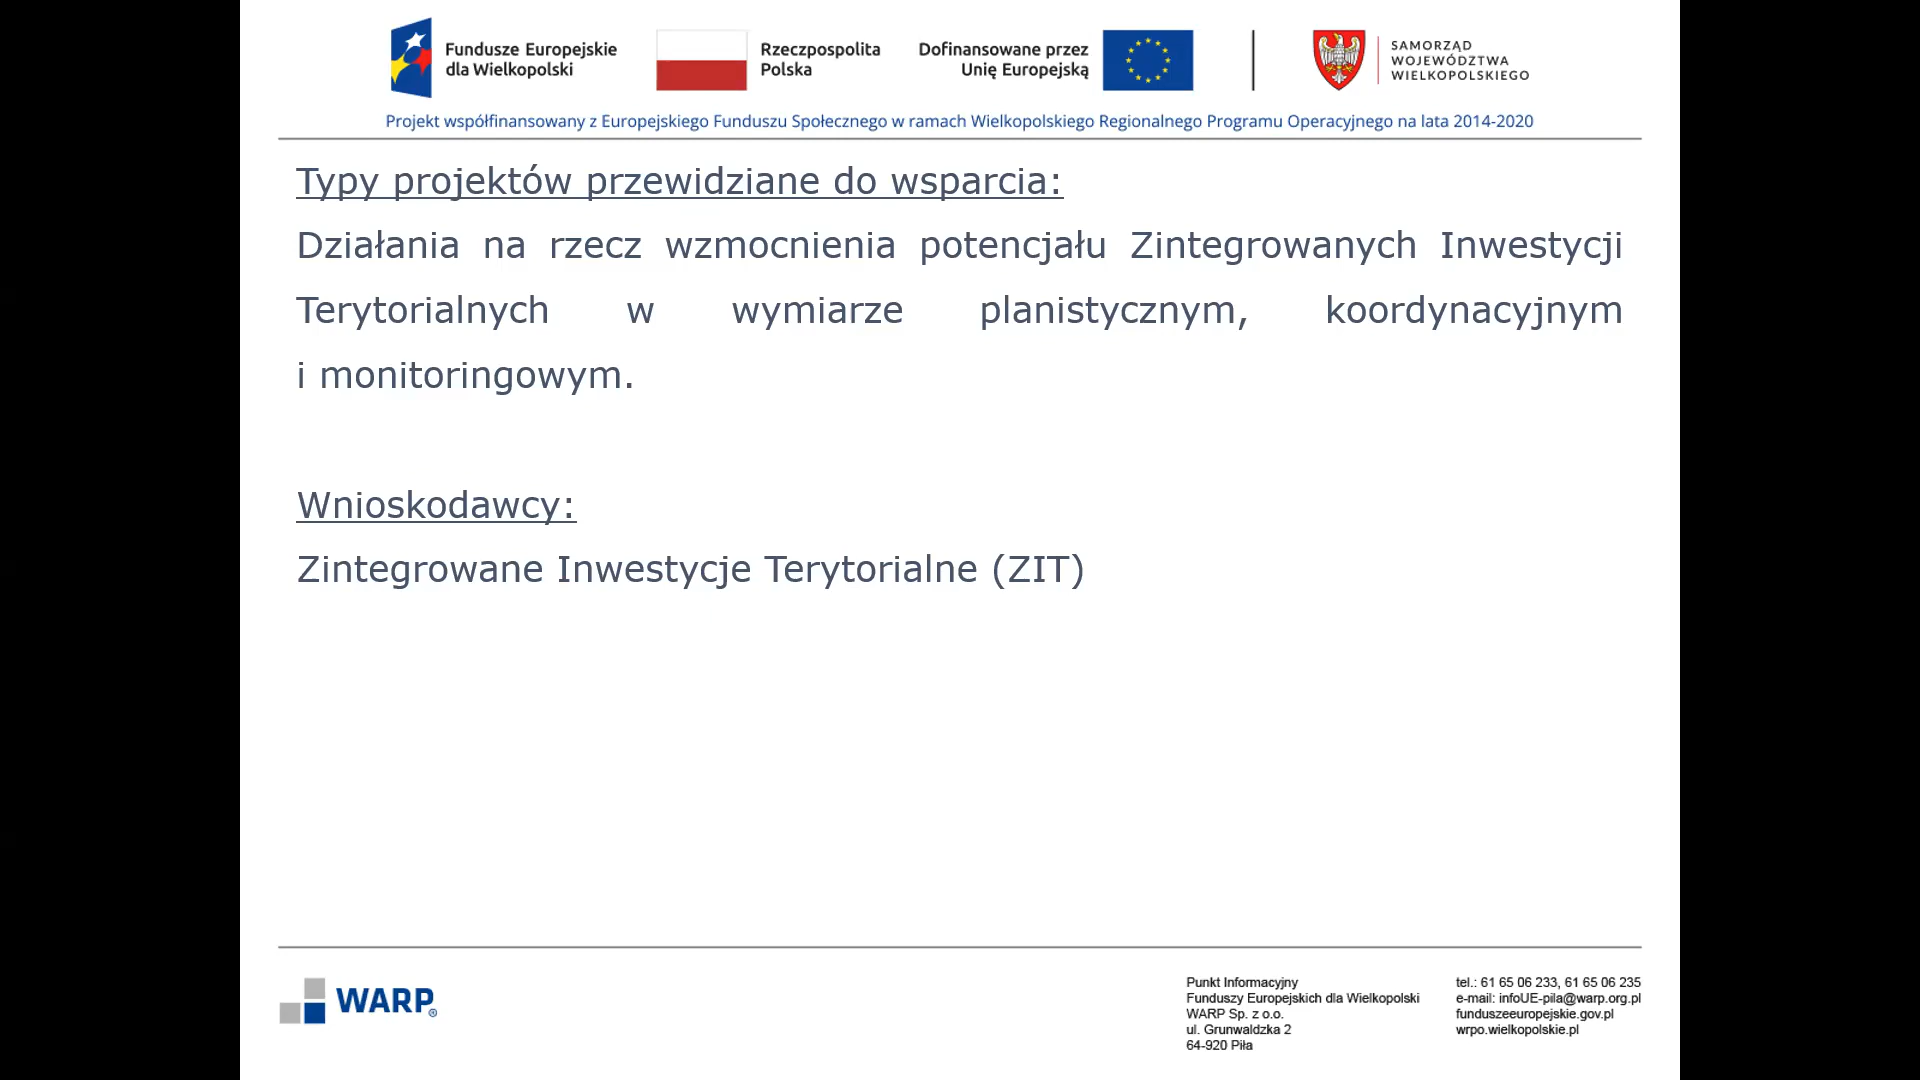 Fundusze Europejskie
dla Wielkopolski
Rzeczpospolita
Polska
Dofinansowane przez
Unię Europejską
SAMORZĄD
WOJEWÓDZTWA
WIELKOPOLSKIEGO
Projekt współfinansowany z Europejskiego Funduszu Społecznego w ramach Wielkopolskiego Regionalnego Programu Operacyjnego na lata 2014-2020
Typy projektów przewidziane do wsparcia:
Działania na rzecz wzmocnienia potencjału Zintegrowanych Inwestycji
Terytorialnych w wymiarze planistycznym, koordynacyjnym
i monitoringowym.
Wnioskodawcy:
Zintegrowane Inwestycje Terytorialne (ZIT)
WARP®
Punkt Informacyjny
Funduszy Europejskich dla Wielkopolski
WARP Sp. z o.o.
ul. Grunwaldzka 2
64-920 Piła
tel.: 61 65 06 233, 61 65 06 235
e-mail: infoUE-pila@warp.org.pl
funduszeeuropejskie.gov.pl
wrpo.wielkopolskie.pl